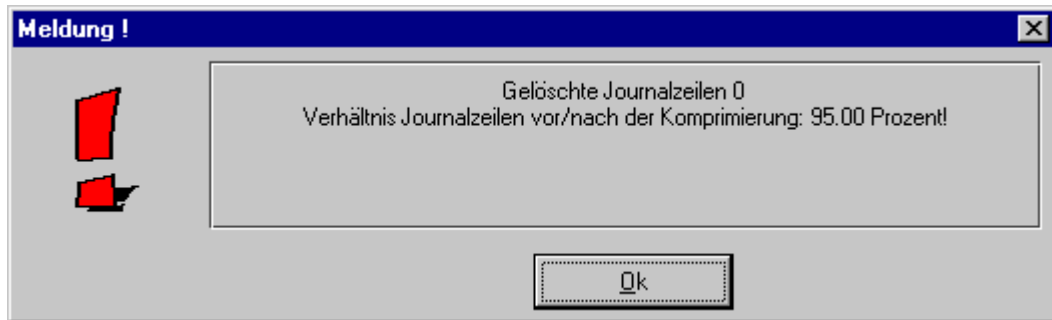 Meldung !
Gelöschte Journalzeilen 0
Verhältnis Journalzeilen vor/nach der Komprimierung: 95.00 Prozent!
Ok